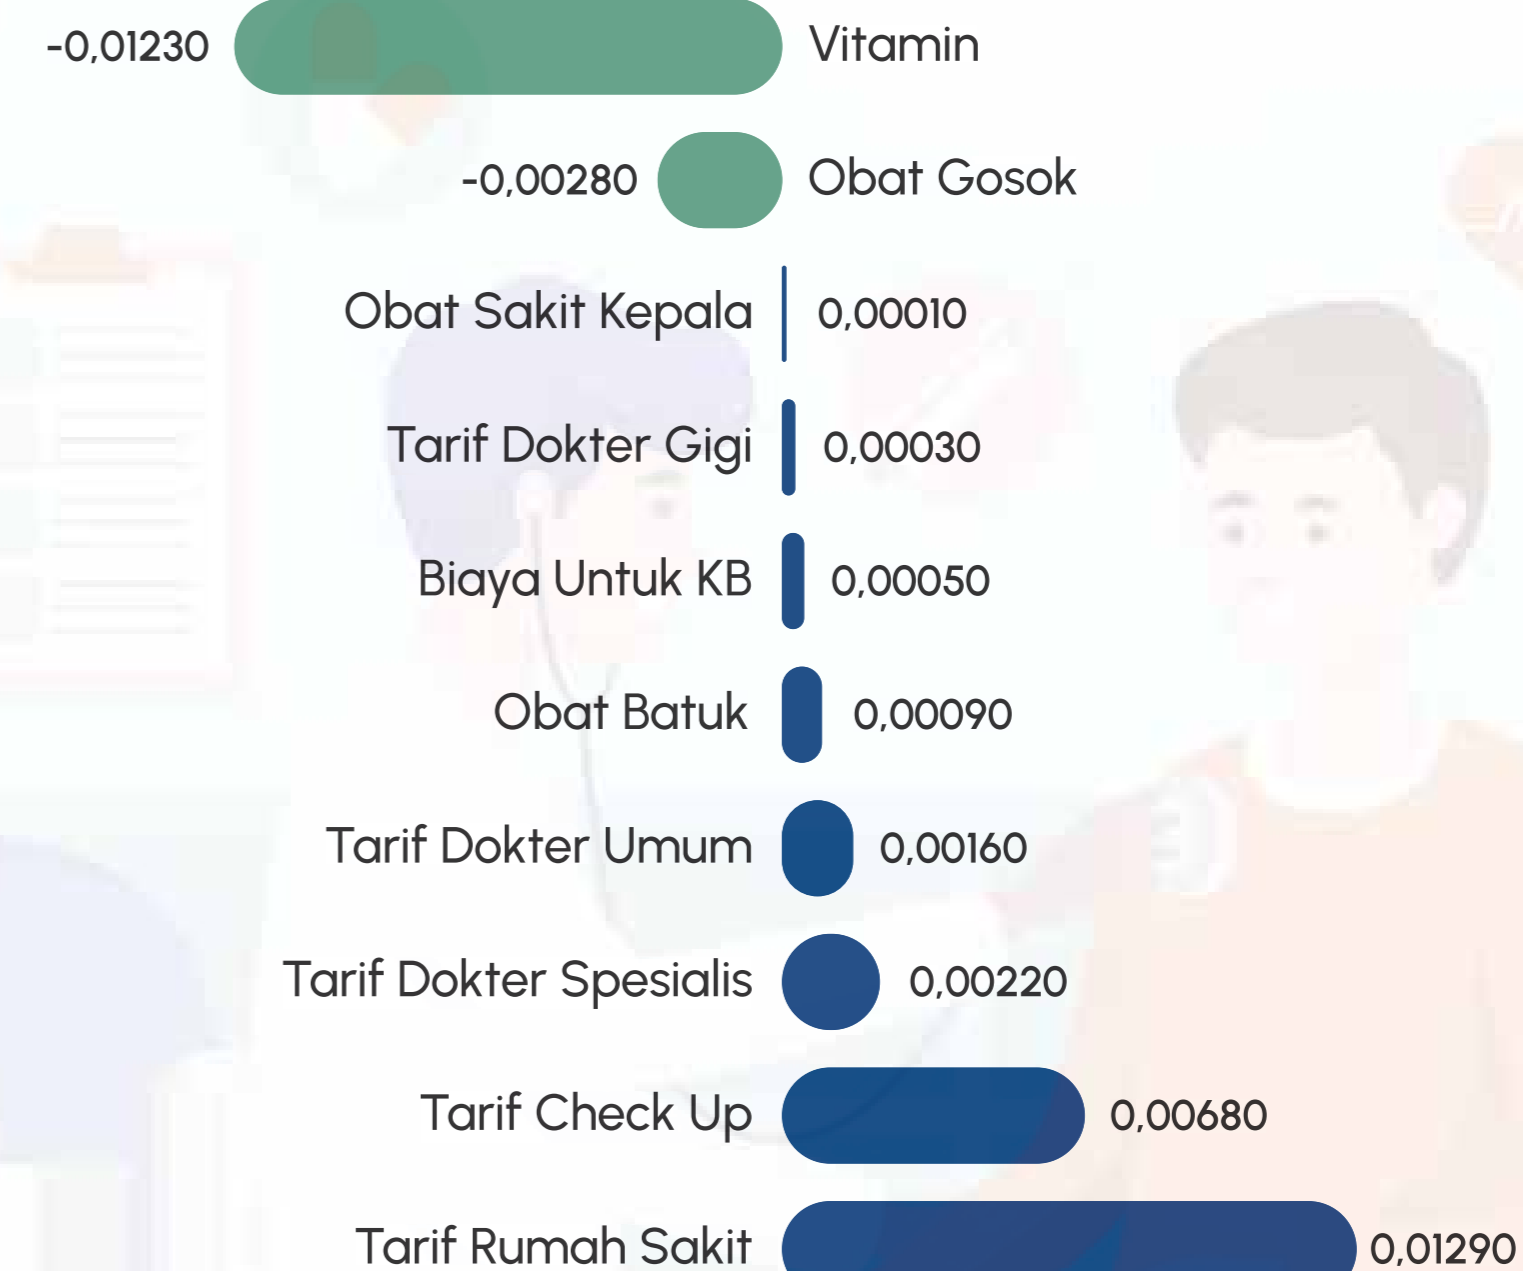 -0,01230 Vitamin
-0,00280 Obat Gosok
Obat Sakit Kepala 0,00010
Tarif Dokter Gigi 0,00030
Biaya Untuk KB 0,00050
Obat Batuk 0,00090
Tarif Dokter Umum 0,00160
Tarif Dokter Spesialis 0,00220
Tarif Check Up 0,00680
Tarif Rumah Sakit 0,01290